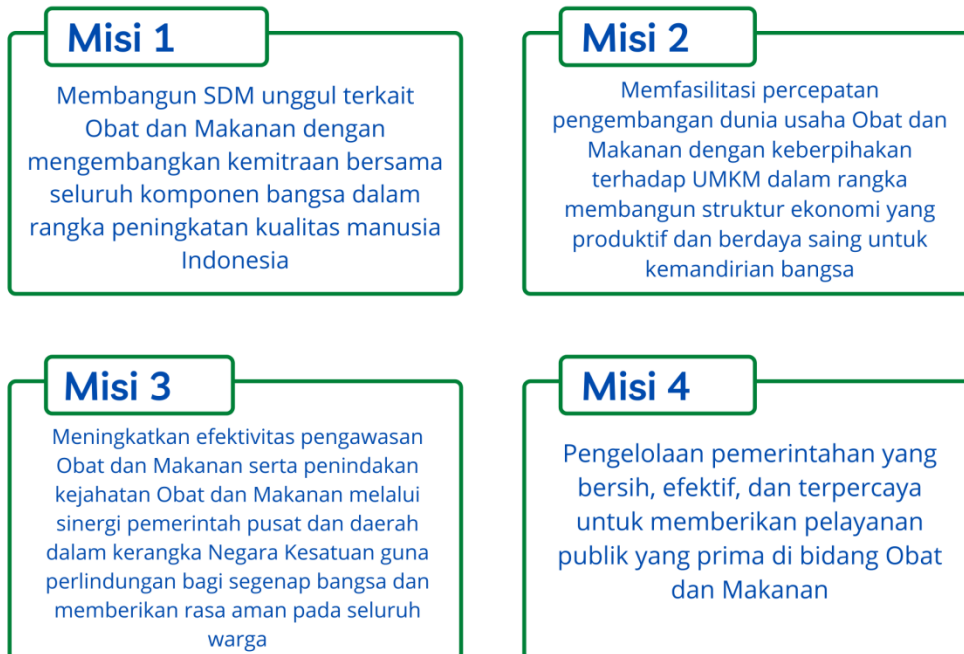 Misi 1
Membangun SDM unggul terkait
Obat dan Makanan dengan
mengembangkan kemitraan bersama
seluruh komponen bangsa dalam
rangka peningkatan kualitas manusia
Indonesia
Misi 2
Memfasilitasi percepatan
pengembangan dunia usaha Obat dan
Makanan dengan keberpihakan
terhadap UMKM dalam rangka
membangun struktur ekonomi yang
produktif dan berdaya saing untuk
kemandirian bangsa
Misi 3
Meningkatkan efektivitas pengawasan
Obat dan Makanan serta penindakan
kejahatan Obat dan Makanan melalui
sinergi pemerintah pusat dan daerah
dalam kerangka Negara Kesatuan guna
perlindungan bagi segenap bangsa dan
memberikan rasa aman pada seluruh
warga
Misi 4
Pengelolaan pemerintahan yang
bersih, efektif, dan terpercaya
untuk memberikan pelayanan
publik yang prima di bidang Obat
dan Makanan